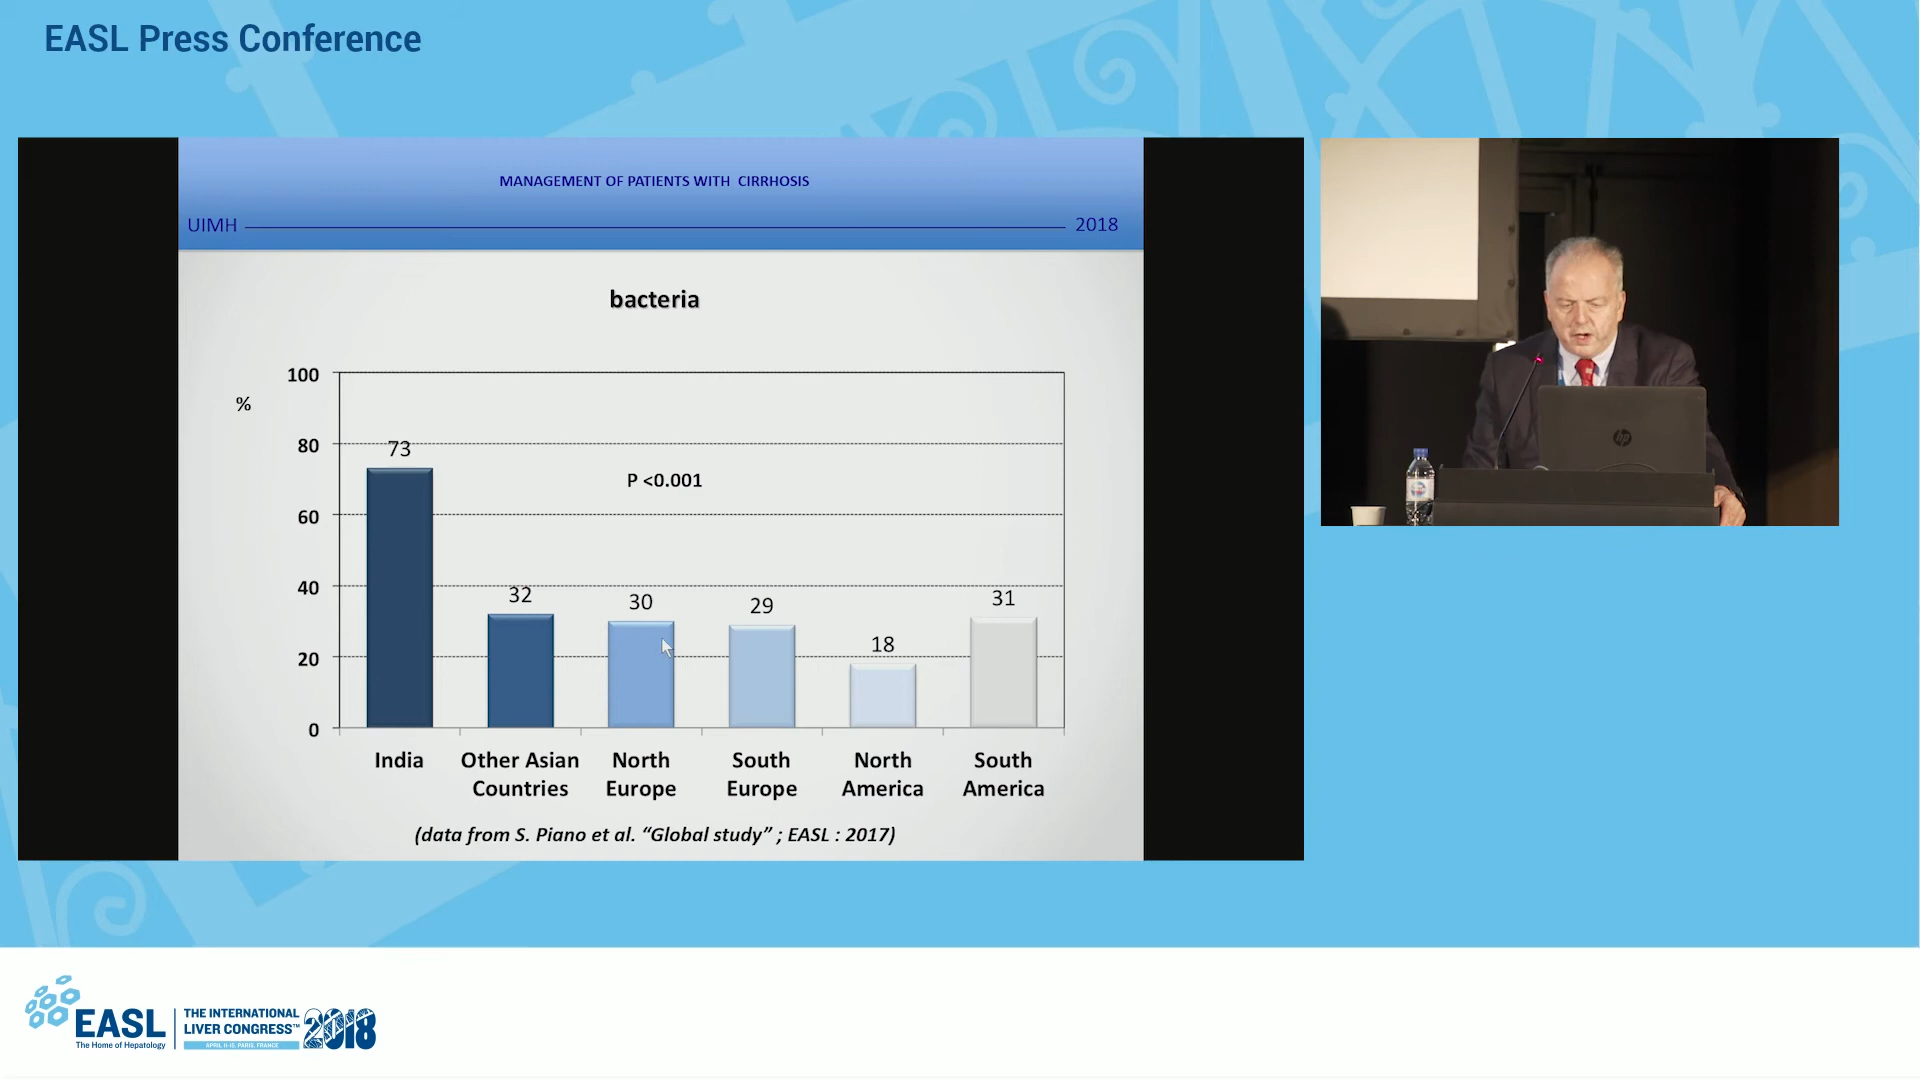 EASL Press Conference
MANAGEMENT OF PATIENTS WITH CIRRHOSIS
UIMH
2018
bacteria
%
100
80
60
40
20
0
73
32
30
29
18
31
P <0.001
India
Other Asian
Countries
North
Europe
South
Europe
North
America
South
America
(data from S. Piano et al. “Global study” ; EASL : 2017)
hp
EASL
The Home of Hepatology
THE INTERNATIONAL
LIVER CONGRESS™
2018
APRIL 11-15, PARIS, FRANCE